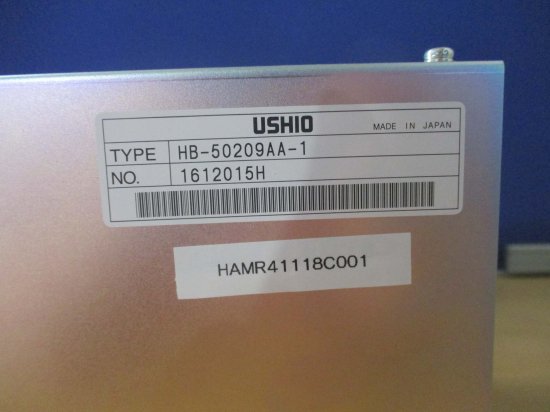 USHIO MADE IN JAPAN
TYPE HB-50209AA-1
NO. 1612015H
HAMR41118C001